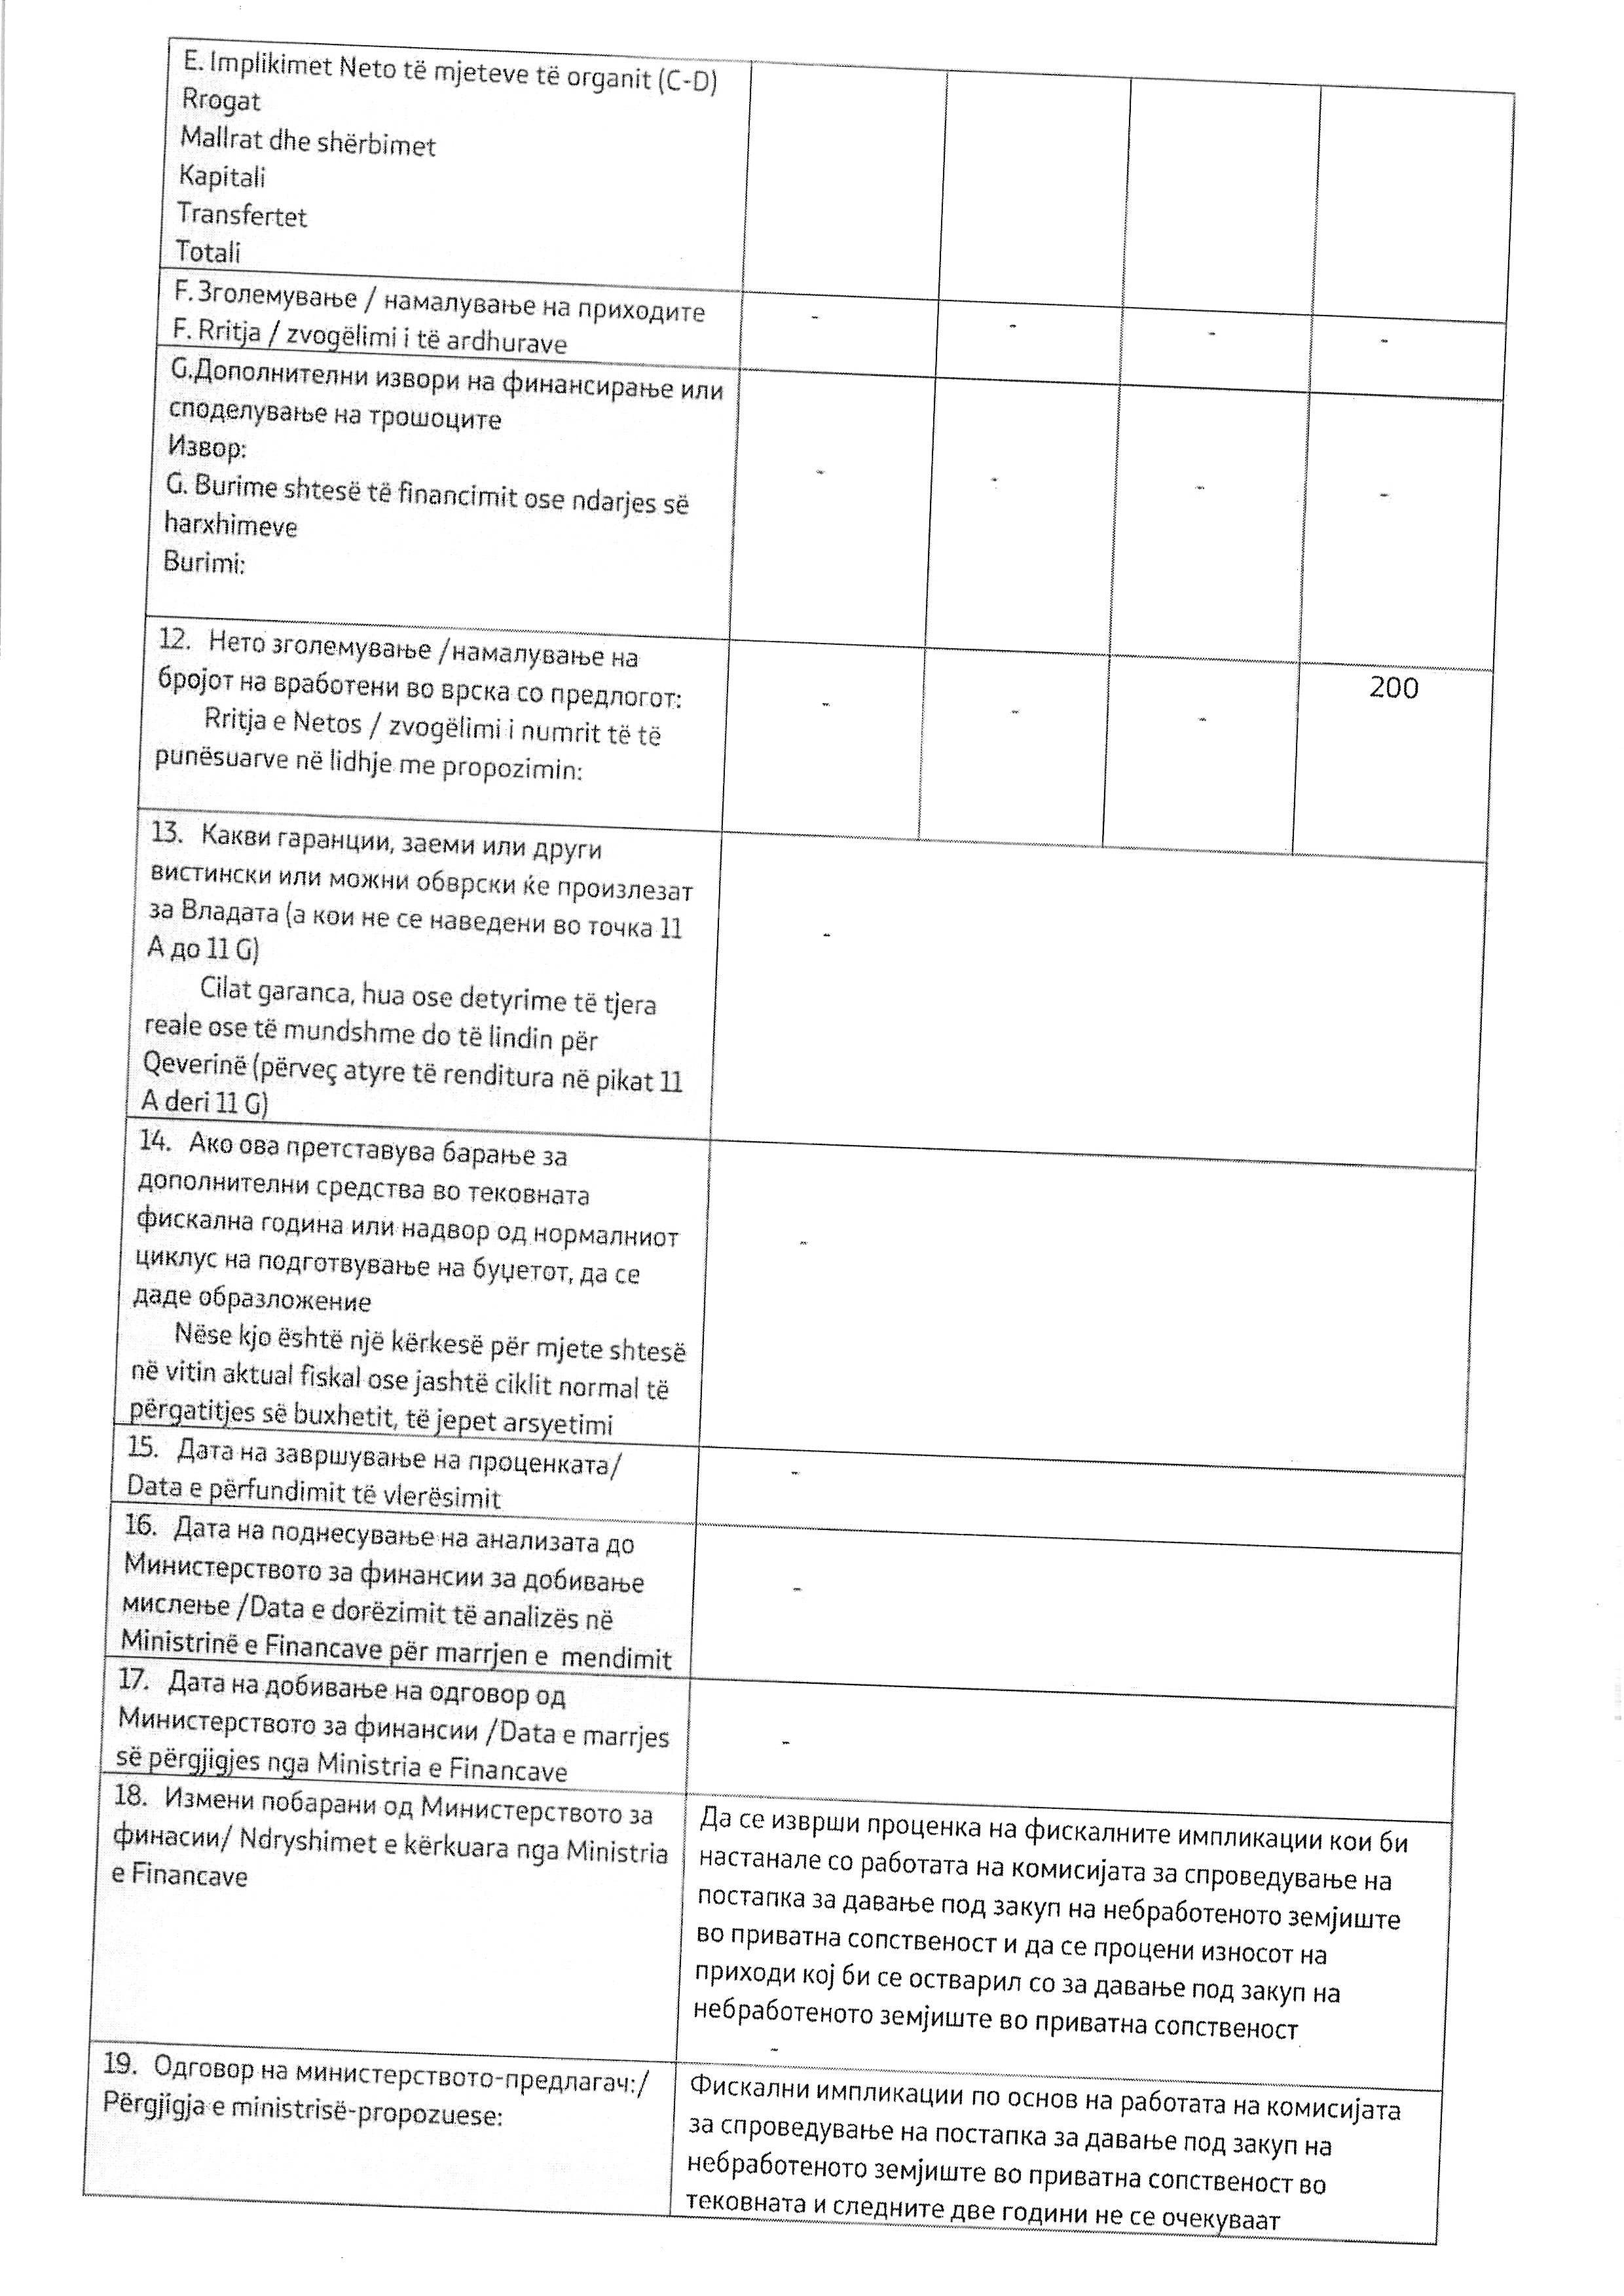 E. Implikimet Neto të mjeteve të organit (C-D)
Rrogat
Mallrat dhe shërbimet
Kapitali
Transfertet
Totali
F. Зголемување / намалување на приходите
F. Rritja / zvogëlimi i të ardhurave
- - - -
G.Дополнителни извори на финансирање или
споделување на трошоците
Извор:
G. Burime shtesë të financimit ose ndarjes së
harxhimeve
Burimi:
- - - -
12. Нето зголемување /намалување на
бројот на вработени во врска со предлогот:
Rritja e Netos / zvogëlimi i numrit të të
punësuarve në lidhje me propozimin:
- - - 200
13. Какви гаранции, заеми или други
вистински или можни обврски ќе произлезат
за Владата (а кои не се наведени во точка 11
А до 11 G)
Cilat garanca, hua ose detyrime të tjera
reale ose të mundshme do të lindin për
Qeverinë (përveç atyre të renditura në pikat 11
A deri 11 G)
-
14. Ако ова претставува барање за
дополнителни средства во тековната
фискална година или надвор од нормалниот
циклус на подготвување на буџетот, да се
даде образложение
Nëse kjo është një kërkesë për mjete shtesë
në vitin aktual fiskal ose jashtë ciklit normal të
përgatitjes së buxhetit, të jepet arsyetimi
-
15. Дата на завршување на проценката/
Data e përfundimit të vlerësimit
-
16. Дата на поднесување на анализата до
Министерството за финансии за добивање
мислење /Data e dorëzimit të analizës në
Ministrinë e Financave për marrjen e mendimit
-
17. Дата на добивање на одговор од
Министерството за финансии /Data e marrjes
së përgjigjes nga Ministria e Financave
-
18. Измени побарани од Министерството за
финасии/ Ndryshimet e kërkuara nga Ministria
e Financave
Да се изврши проценка на фискалните импликации кои би
настанале со работата на комисијата за спроведување на
постапка за давање под закуп на необработеното земјиште
во приватна сопственост и да се процени износот на
приходи кој би се остварил со за давање под закуп на
небработеното земјиште во приватна сопственост
-
19. Одговор на министерството-предлагач:/
Përgjigja e ministrisë-propozuese:
Фискални импликации по основ на работата на комисијата
за спроведување на постапка за давање под закуп на
небработеното земјиште во приватна сопственост во
тековната и следните две години не се очекуваат